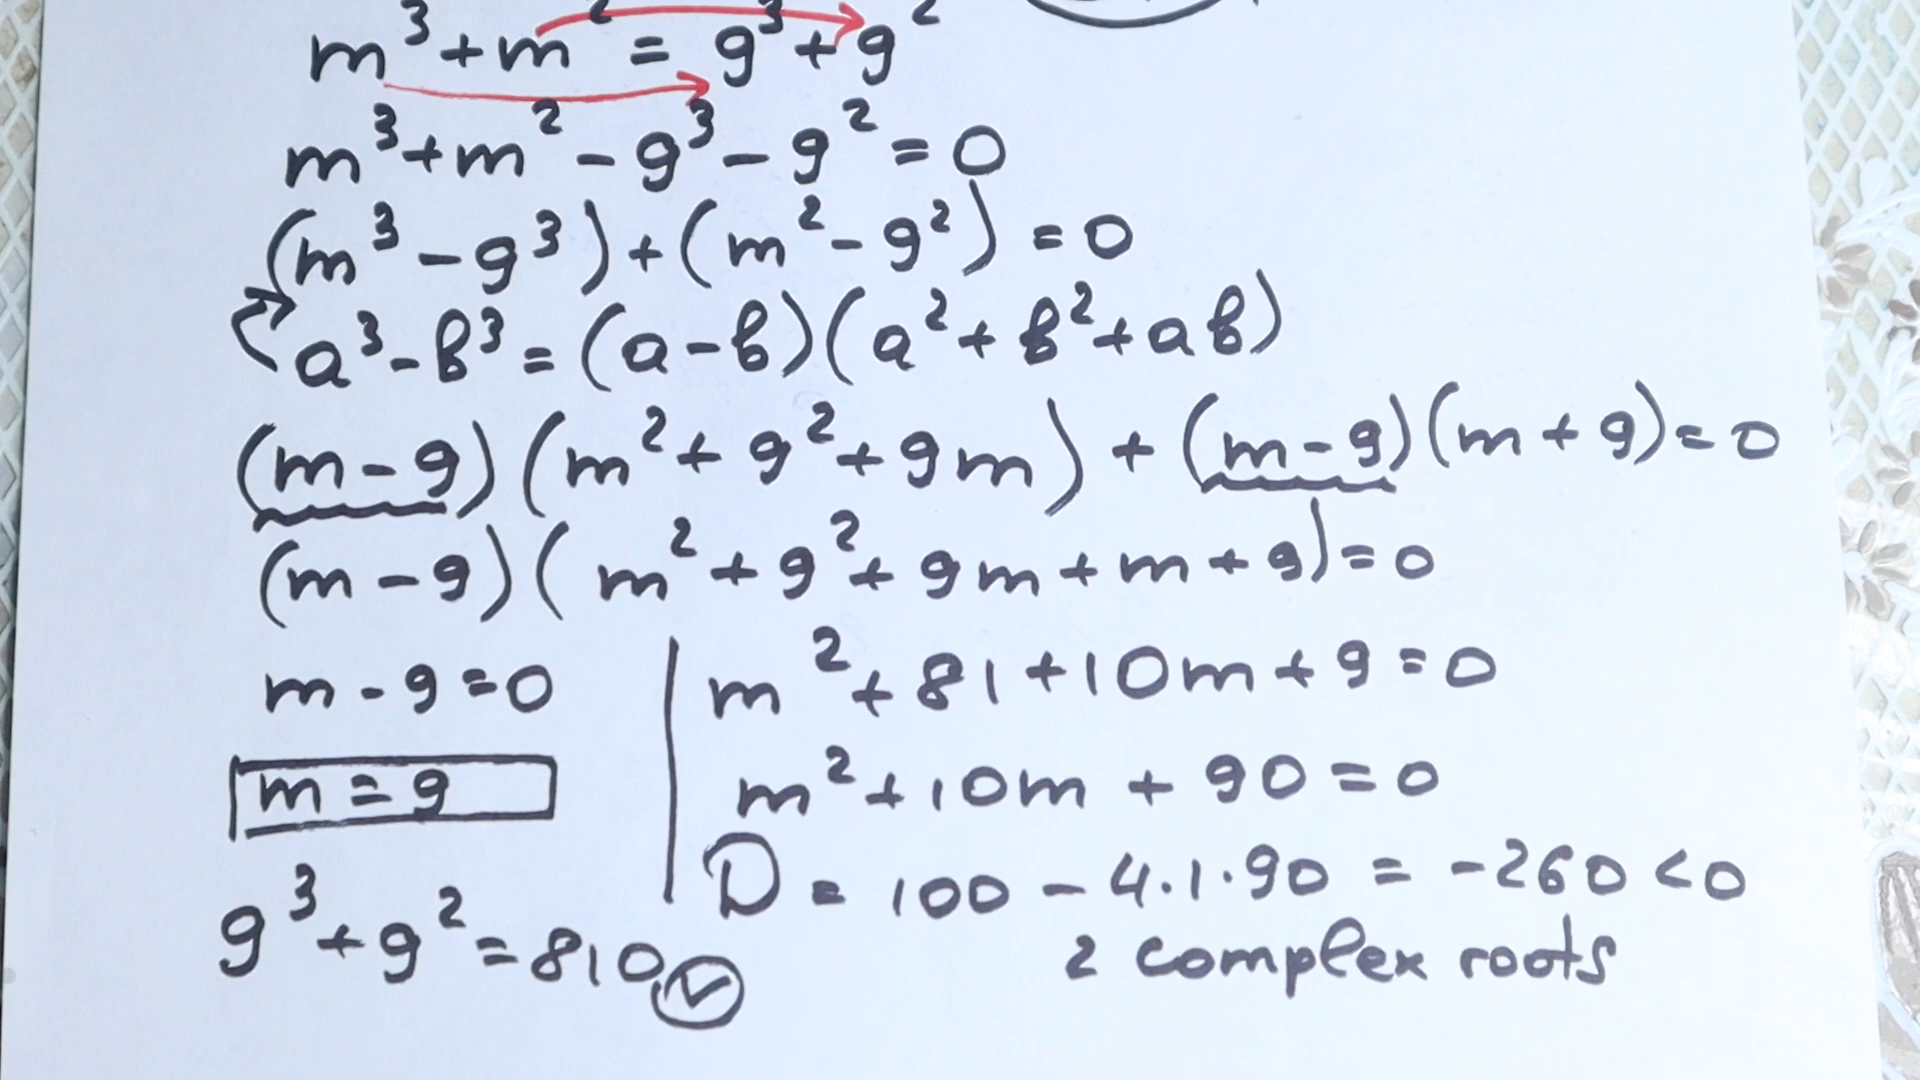 m³+m² = 9³+9²
m³+m²-9³-9²=0
(m³-9³)+(m²-9²)=0
a³-b³=(a-b)(a²+b²+ab)
(m-9)(m²+9²+9m)+(m-9)(m+9)=0
(m-9)(m²+9²+9m+m+9)=0
m-9=0
m=9
9³+9²=810
m²+81+10m+9=0
m²+10m+90=0
D=100-4·1·90=-260<0
2 complex roots